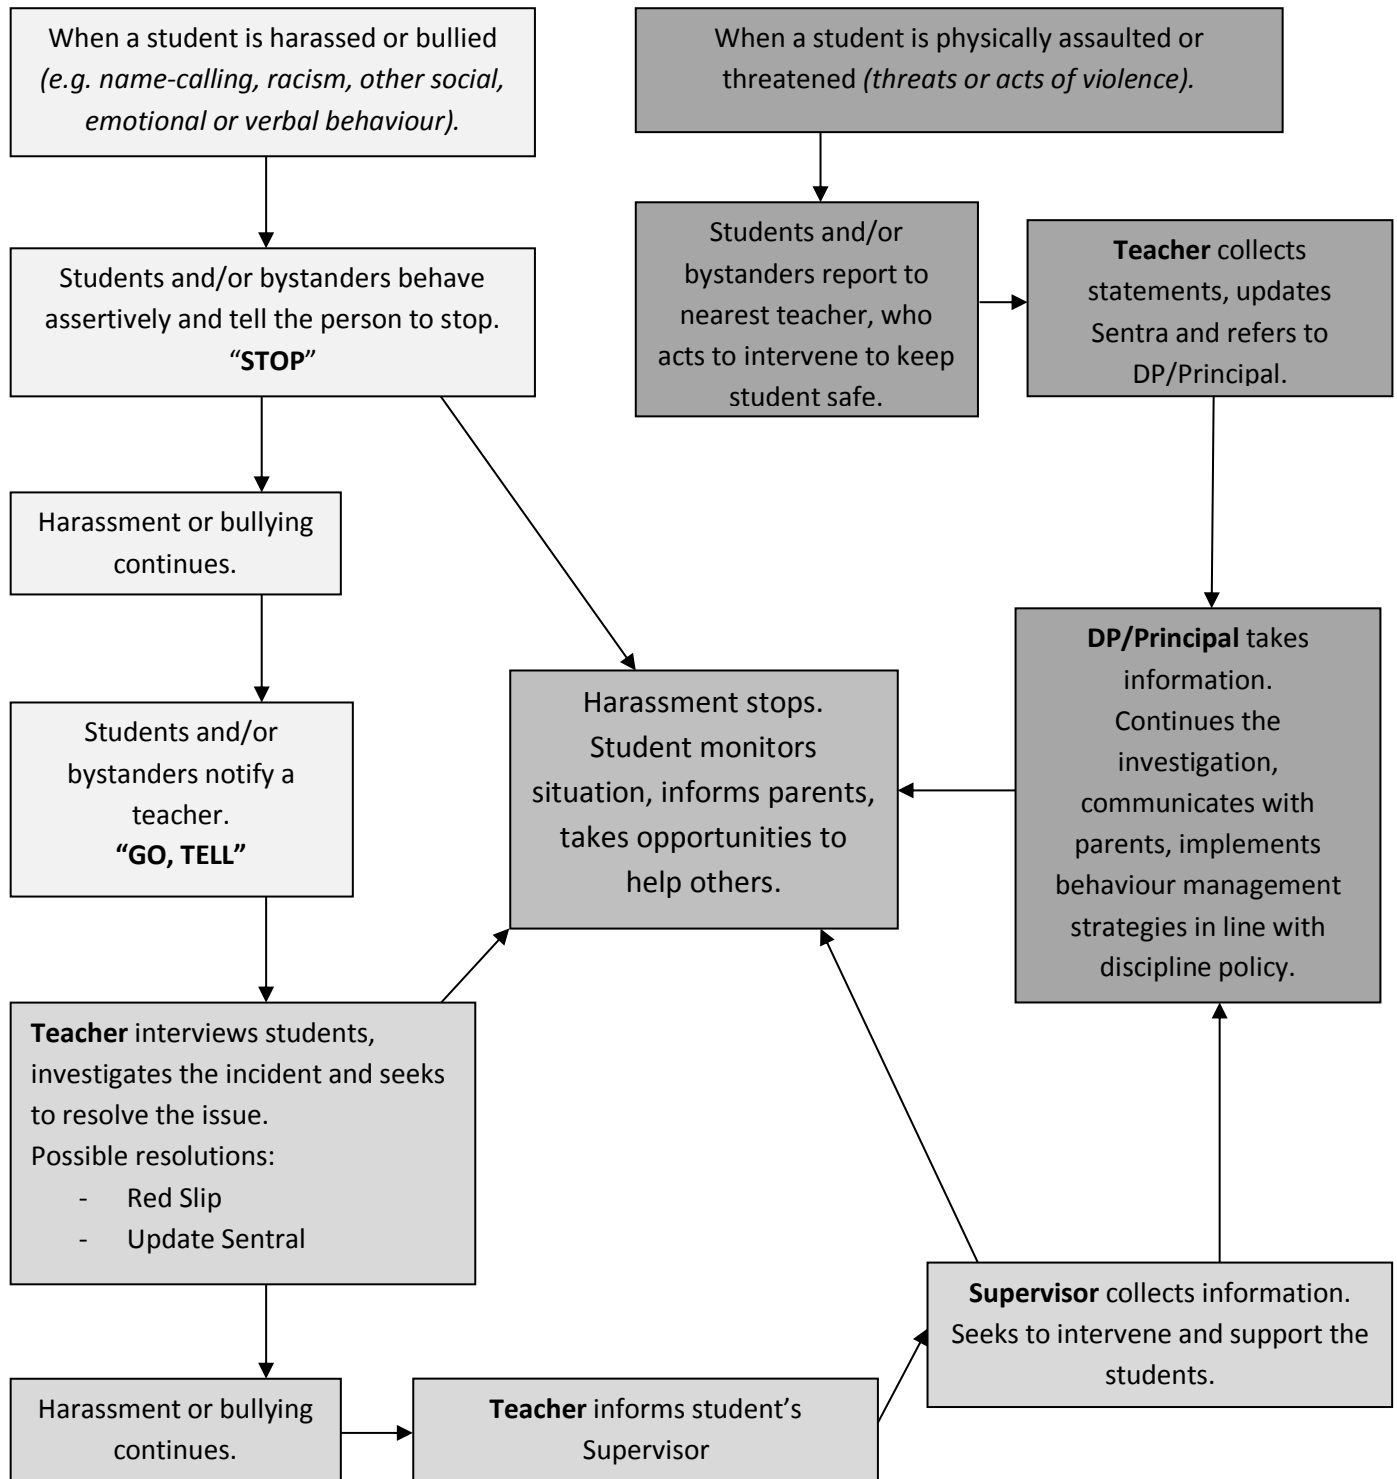 When a student is harassed or bullied
(e.g. name-calling, racism, other social,
emotional or verbal behaviour).
Students and/or bystanders behave
assertively and tell the person to stop.
“STOP”
Harassment or bullying
continues.
Students and/or
bystanders notify a
teacher.
“GO, TELL”
Teacher interviews students,
investigates the incident and seeks
to resolve the issue.
Possible resolutions:
- Red Slip
- Update Sentral
Harassment or bullying
continues.
Teacher informs student’s
Supervisor
Supervisor collects information.
Seeks to intervene and support the
students.
When a student is physically assaulted or
threatened (threats or acts of violence).
Students and/or
bystanders report to
nearest teacher, who
acts to intervene to keep
student safe.
Teacher collects
statements, updates
Sentra and refers to
DP/Principal.
DP/Principal takes
information.
Continues the
investigation,
communicates with
parents, implements
behaviour management
strategies in line with
discipline policy.
Harassment stops.
Student monitors
situation, informs parents,
takes opportunities to
help others.